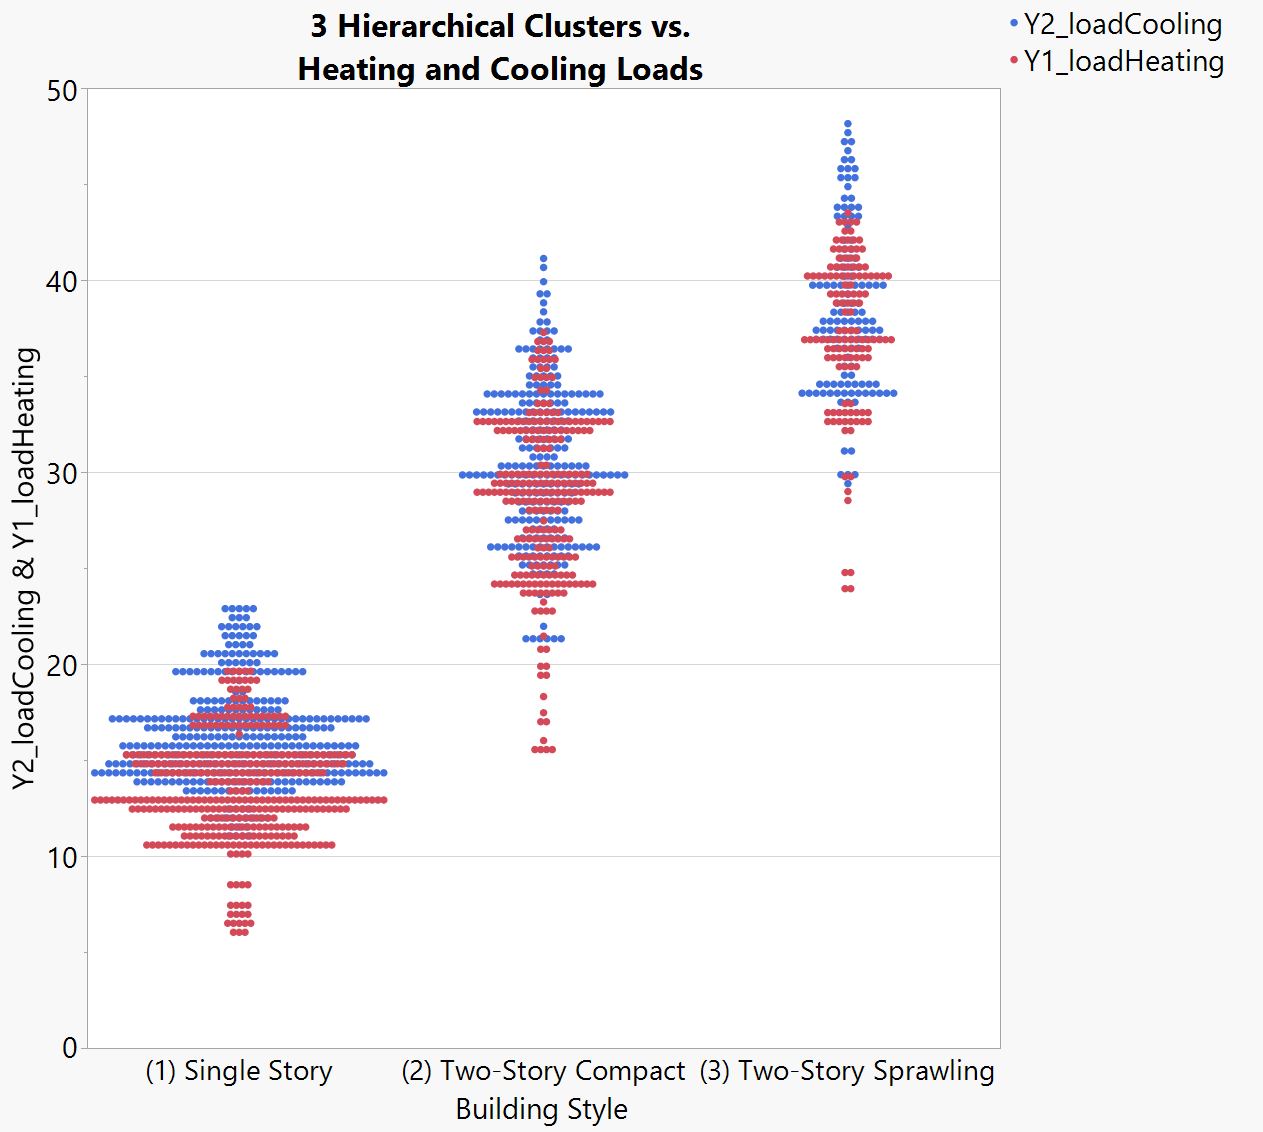 3 Hierarchical Clusters vs.
Heating and Cooling Loads
Y2_loadCooling
Y1_loadHeating
Y2_loadCooling & Y1_loadHeating
50
40
30
20
10
0
(1) Single Story
(2) Two-Story Compact
(3) Two-Story Sprawling
Building Style